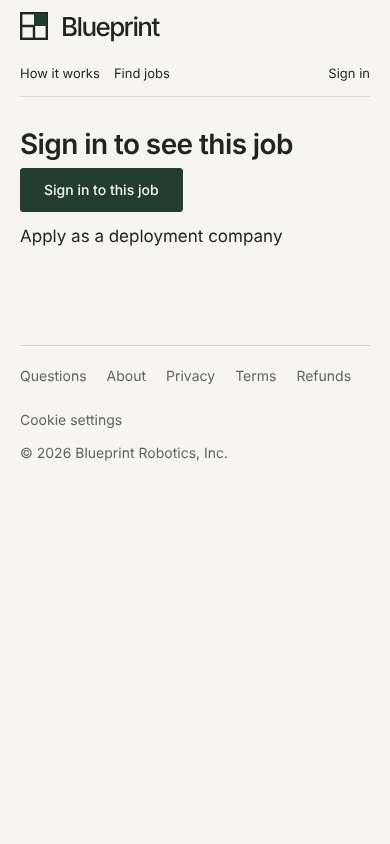 Blueprint
How it works Find jobs Sign in
Sign in to see this job
Sign in to this job
Apply as a deployment company
Questions About Privacy Terms Refunds
Cookie settings
© 2026 Blueprint Robotics, Inc.